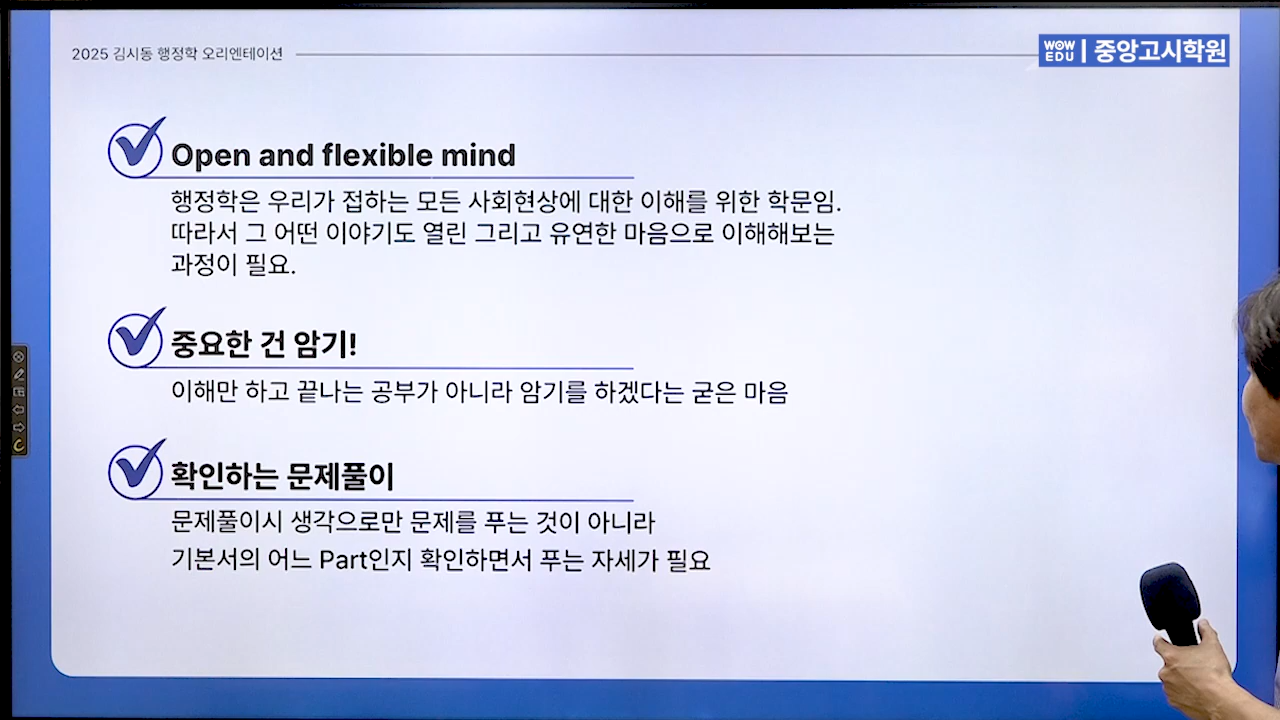 2025 김시동 행정학 오리엔테이션
WOW EDU | 중앙고시학원
Open and flexible mind
행정학은 우리가 접하는 모든 사회현상에 대한 이해를 위한 학문임.
따라서 그 어떤 이야기도 열린 그리고 유연한 마음으로 이해해보는
과정이 필요.
중요한 건 암기!
이해만 하고 끝나는 공부가 아니라 암기를 하겠다는 굳은 마음
확인하는 문제풀이
문제풀이시 생각으로만 문제를 푸는 것이 아니라
기본서의 어느 Part인지 확인하면서 푸는 자세가 필요